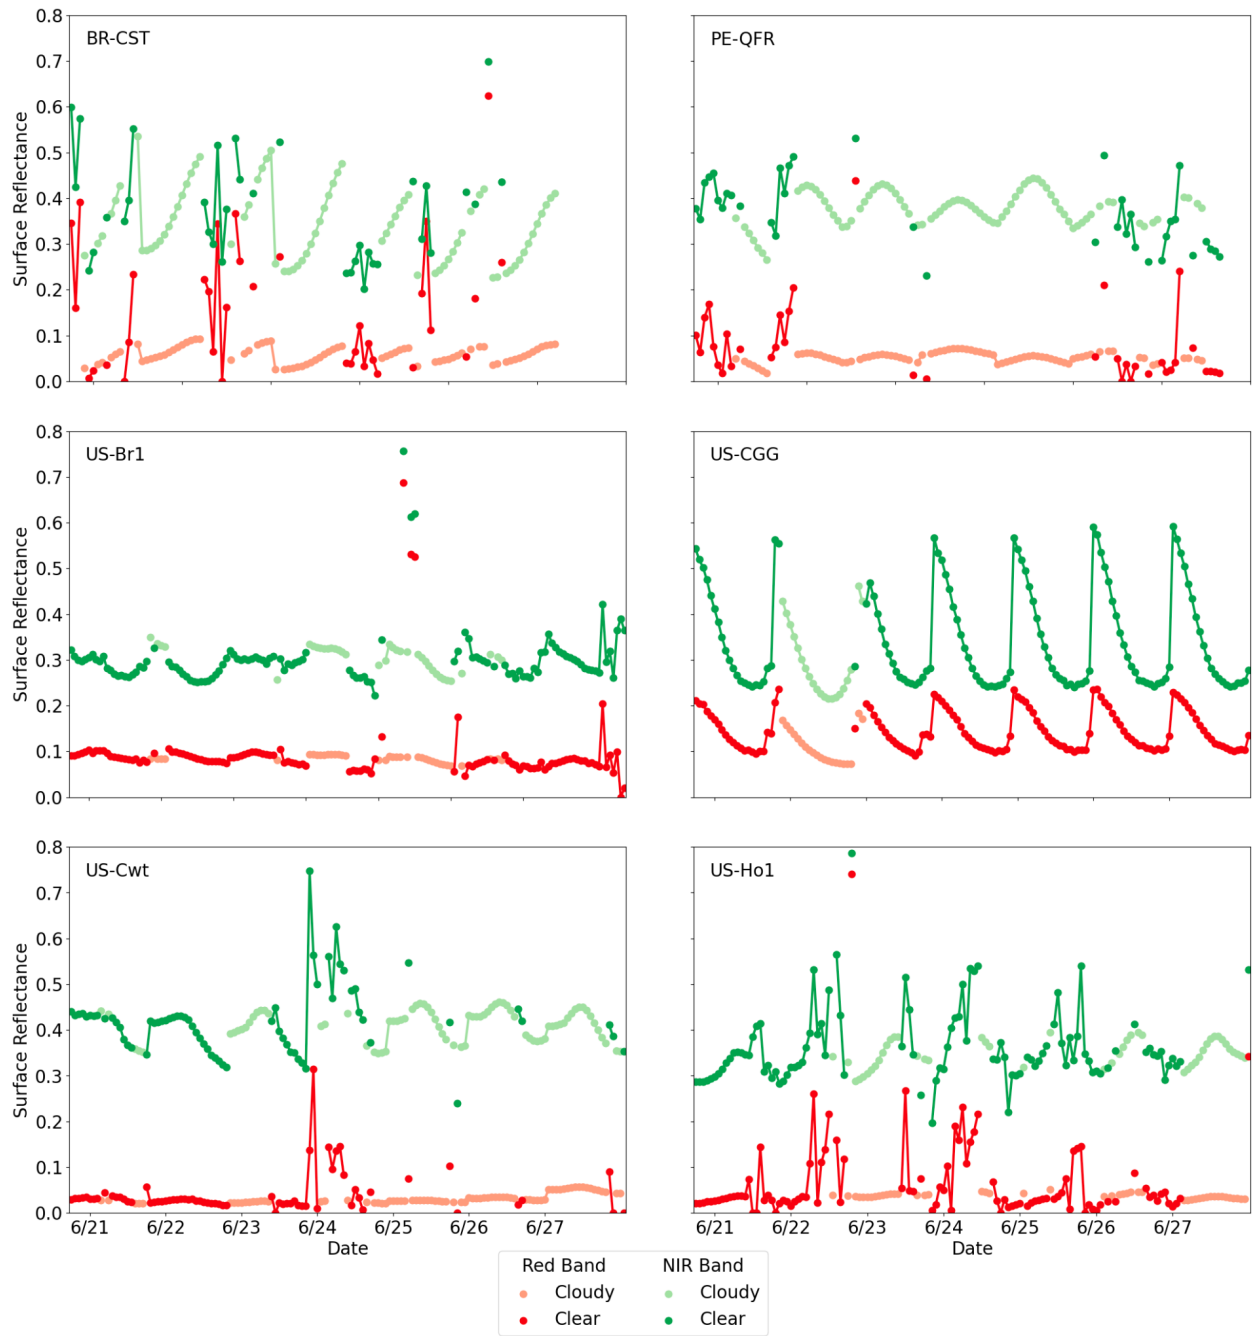 BR-CST
PE-QFR
0.8
0.7
0.6
0.5
0.4
0.3
0.2
0.1
0.0
Surface Reflectance
US-Br1
US-CGG
0.8
0.7
0.6
0.5
0.4
0.3
0.2
0.1
0.0
Surface Reflectance
US-Cwt
US-Ho1
0.8
0.7
0.6
0.5
0.4
0.3
0.2
0.1
0.0
Surface Reflectance
6/21 6/22 6/23 6/24 6/25 6/26 6/27
Date
6/21 6/22 6/23 6/24 6/25 6/26 6/27
Date
Red Band NIR Band
Cloudy Cloudy
Clear Clear